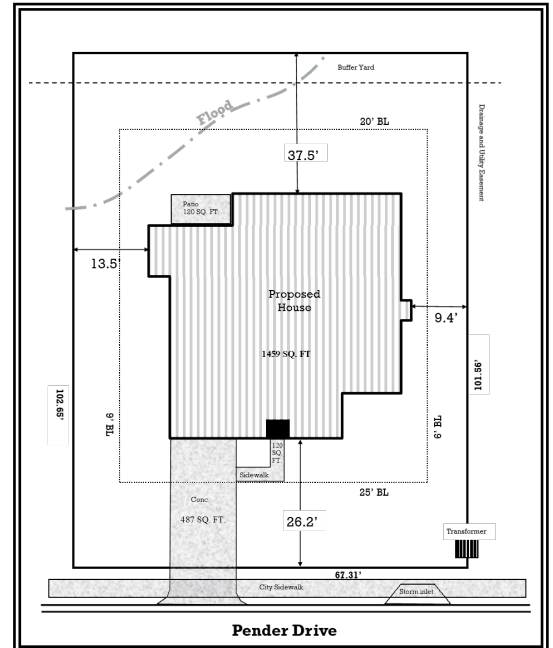 Buffer Yard
Flood
20' BL
Drainage and Utility Easement
37.5'
Patio
120 SQ. FT.
13.5'
Proposed
House
1459 SQ. FT
9.4'
102.65'
101.56'
6' BL
6' BL
120
SQ.
FT.
Sidewalk
25' BL
Conc.
487 SQ. FT.
26.2'
Transformer
67.31'
City Sidewalk
Storm inlet
Pender Drive